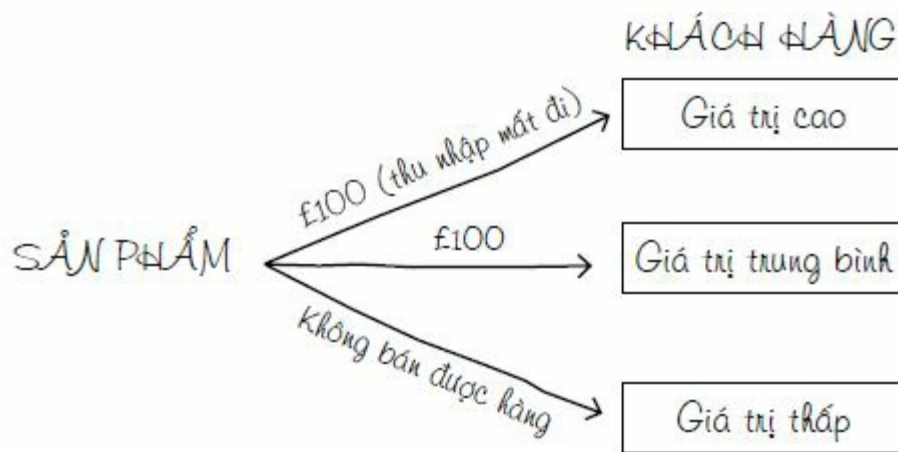 KHÁCH HÀNG
£100 (thu nhập mất đi)
Giá trị cao
SẢN PHẨM
£100
Giá trị trung bình
Không bán được hàng
Giá trị thấp